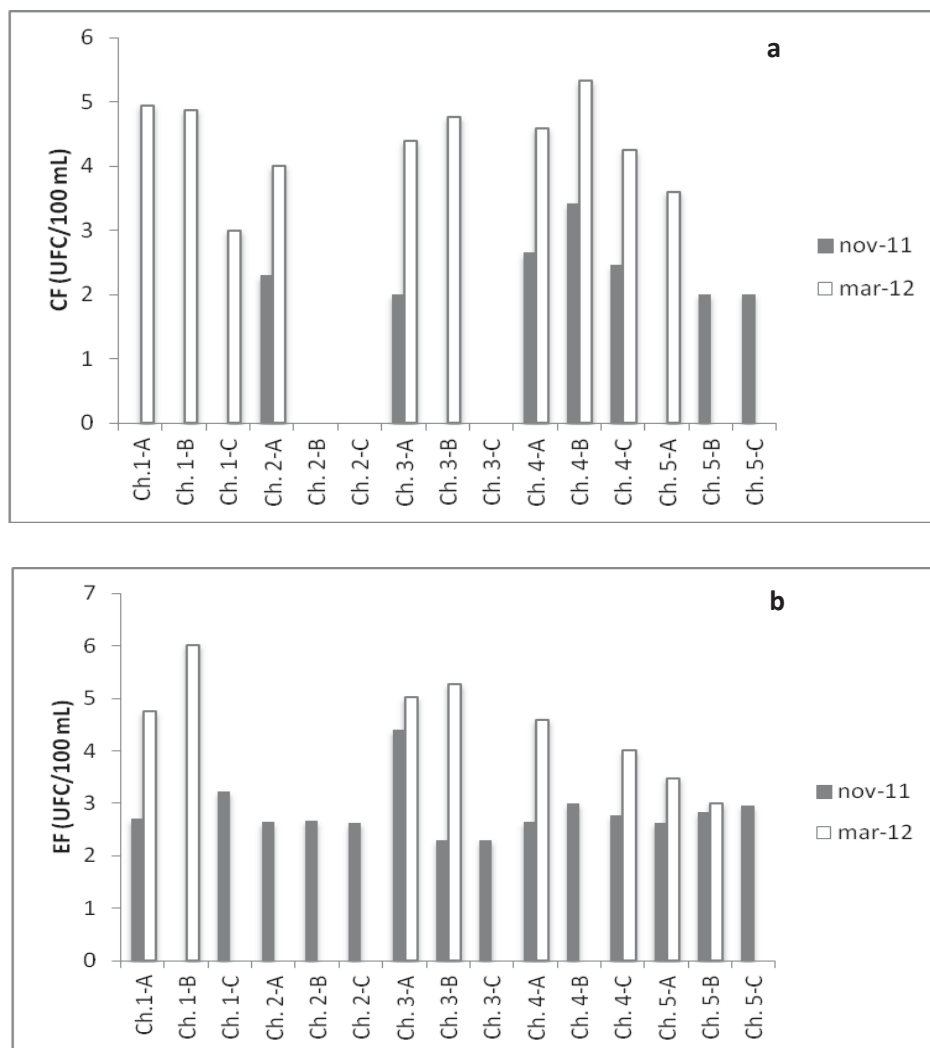 a
6
5
4
3
2
1
0
CF (UFC/100 mL)
Ch.1-A
Ch.1-B
Ch.1-C
Ch. 2-A
Ch. 2-B
Ch. 2-C
Ch. 3-A
Ch. 3-B
Ch. 3-C
Ch. 4-A
Ch. 4-B
Ch. 4-C
Ch. 5-A
Ch. 5-B
Ch. 5-C
nov-11
mar-12
b
7
6
5
4
3
2
1
0
EF (UFC/100 mL)
Ch.1-A
Ch. 1-B
Ch. 1-C
Ch. 2-A
Ch. 2-B
Ch. 2-C
Ch. 3-A
Ch. 3-B
Ch. 3-C
Ch. 4-A
Ch. 4-B
Ch. 4-C
Ch. 5-A
Ch. 5-B
Ch. 5-C
nov-11
mar-12